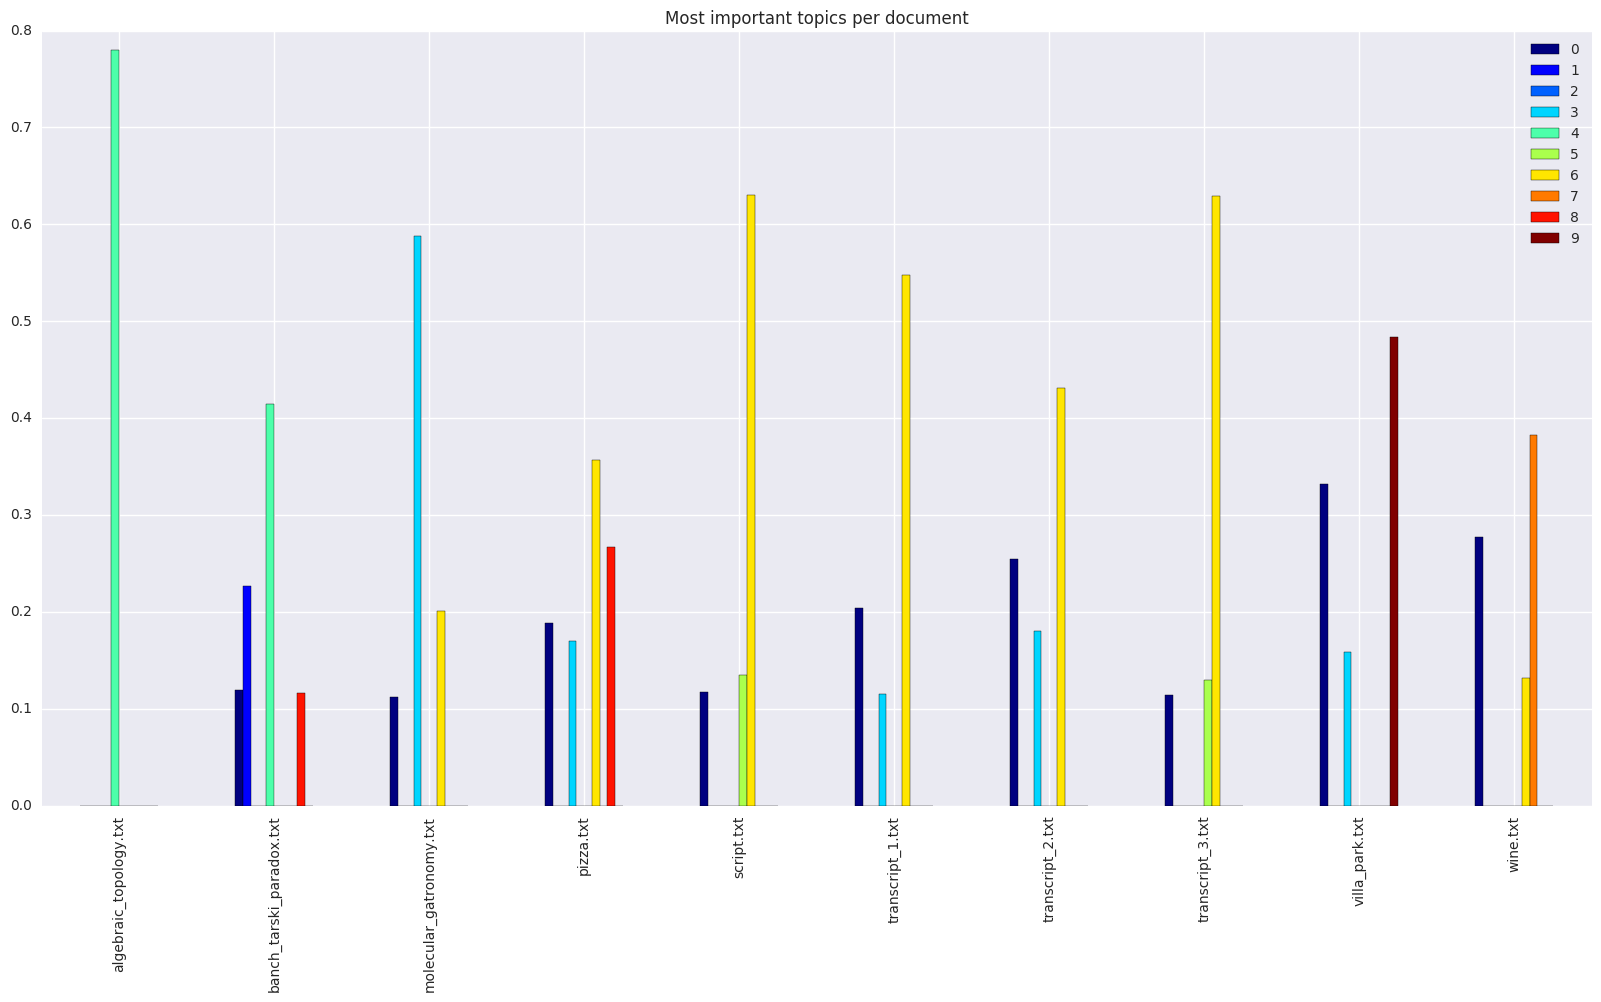 Most important topics per document
0.8
0.7
0.6
0.5
0.4
0.3
0.2
0.1
0.0
0
1
2
3
4
5
6
7
8
9
algebraic_topology.txt
banch_tarski_paradox.txt
molecular_gatronomy.txt
pizza.txt
script.txt
transcript_1.txt
transcript_2.txt
transcript_3.txt
villa_park.txt
wine.txt